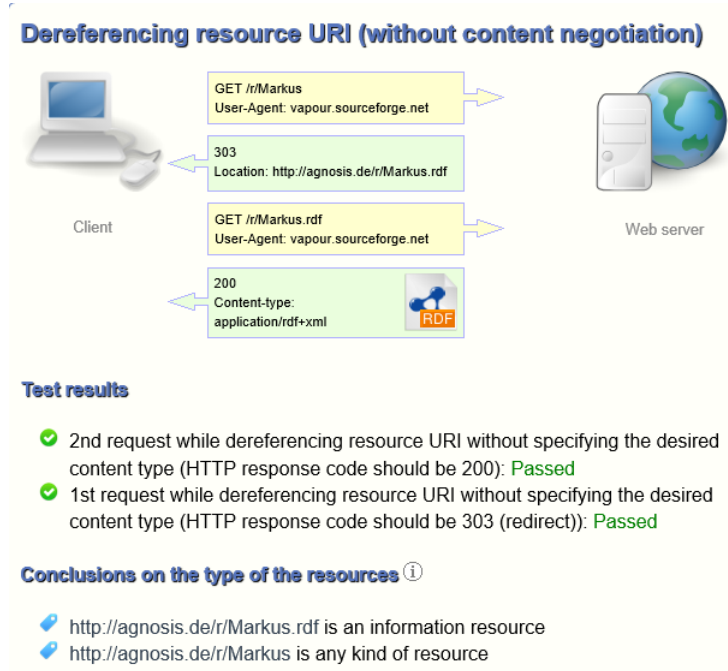 Dereferencing resource URI (without content negotiation)
GET /r/Markus
User-Agent: vapour.sourceforge.net
303
Location: http://agnosis.de/r/Markus.rdf
Client
GET /r/Markus.rdf
User-Agent: vapour.sourceforge.net
Web server
200
Content-type:
application/rdf+xml
RDF
Test results
2nd request while dereferencing resource URI without specifying the desired
content type (HTTP response code should be 200): Passed
1st request while dereferencing resource URI without specifying the desired
content type (HTTP response code should be 303 (redirect)): Passed
Conclusions on the type of the resources i
http://agnosis.de/r/Markus.rdf is an information resource
http://agnosis.de/r/Markus is any kind of resource